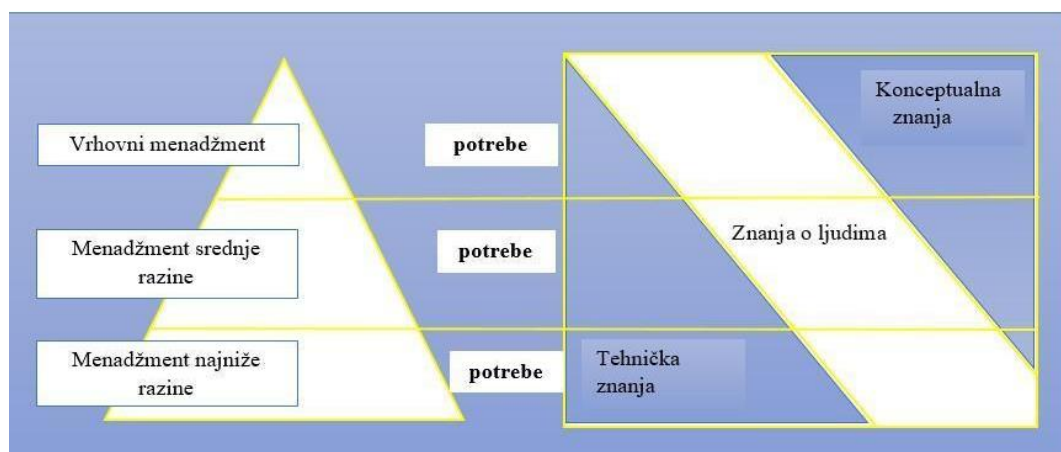 Vrhovni menadžment
potrebe
Konceptualna
znanja
Menadžment srednje
razine
potrebe
Znanja o ljudima
Menadžment najniže
razine
potrebe
Tehnička
znanja